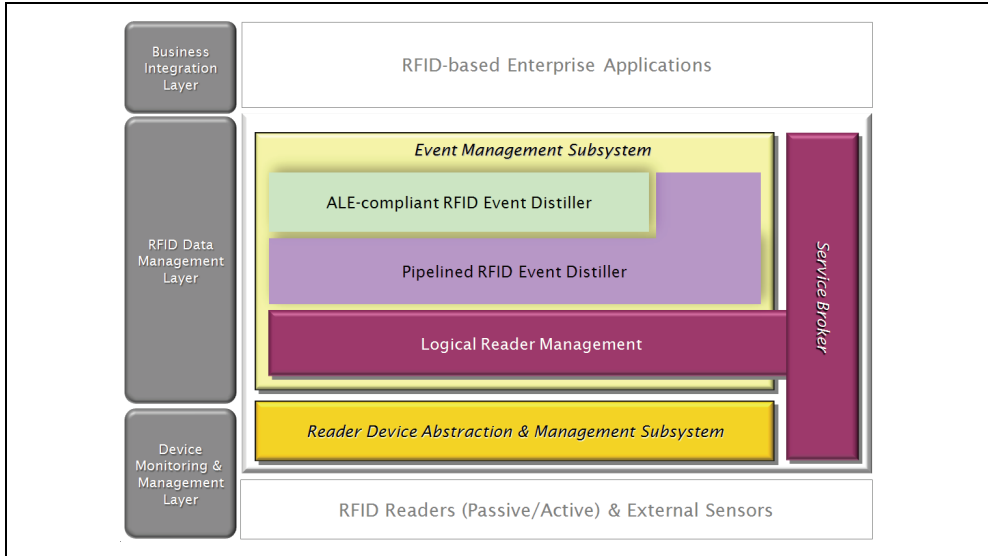 Business
Integration
Layer
RFID-based Enterprise Applications
RFID Data
Management
Layer
Event Management Subsystem
ALE-compliant RFID Event Distiller
Pipelined RFID Event Distiller
Logical Reader Management
Service Broker
Device
Monitoring &
Management
Layer
Reader Device Abstraction & Management Subsystem
RFID Readers (Passive/Active) & External Sensors